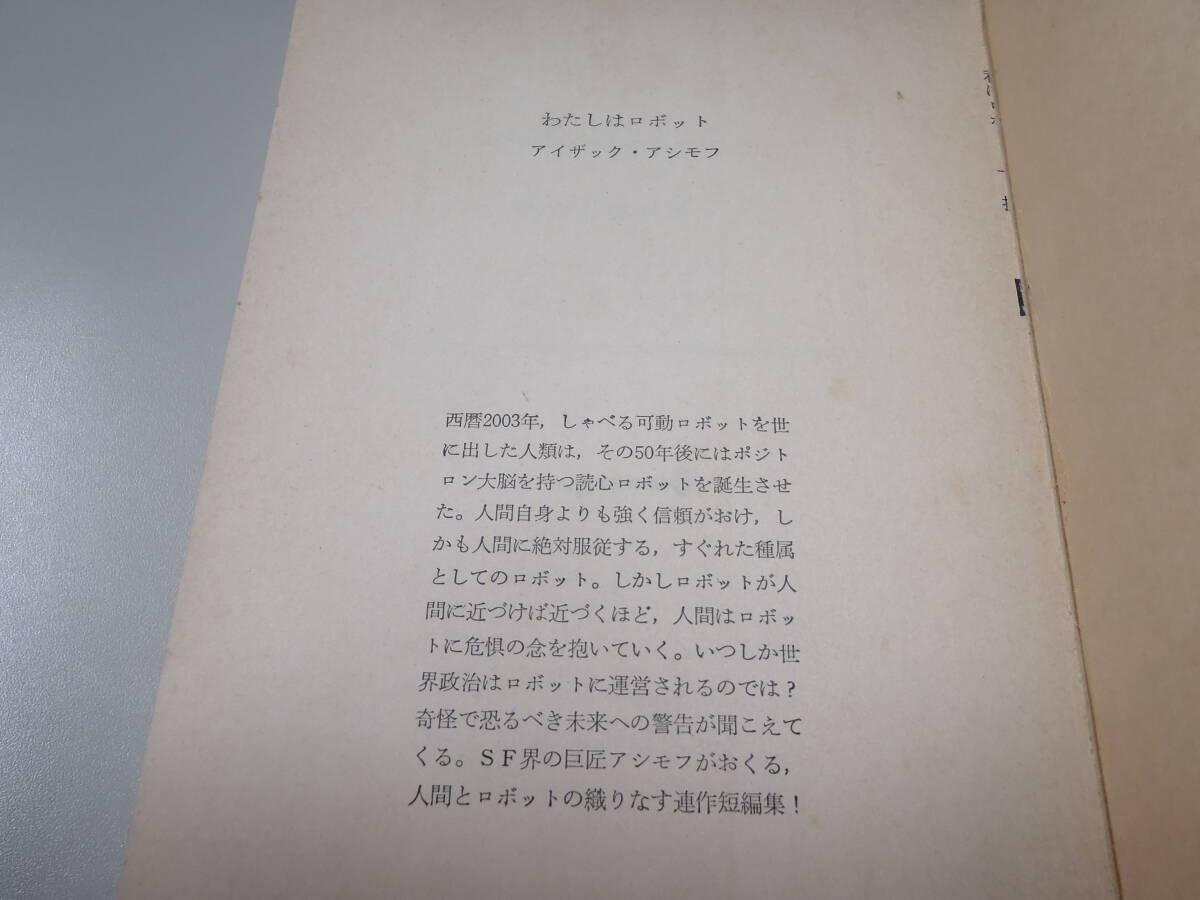 わたしはロボット
アイザック・アシモフ
西暦2003年，しゃべる可動ロボットを世
に出した人類は，その50年後にはポジト
ロン大脳を持つ読心ロボットを誕生させ
た。人間自身よりも強く信頼がおけ，し
かも人間に絶対服従する，すぐれた種属
としてのロボット。しかしロボットが人
間に近づけば近づくほど，人間はロボッ
トに危惧の念を抱いていく。いつしか世
界政治はロボットに運営されるのでは？
奇怪で恐るべき未来への警告が聞こえて
くる。ＳＦ界の巨匠アシモフがおくる，
人間とロボットの織りなす連作短編集！